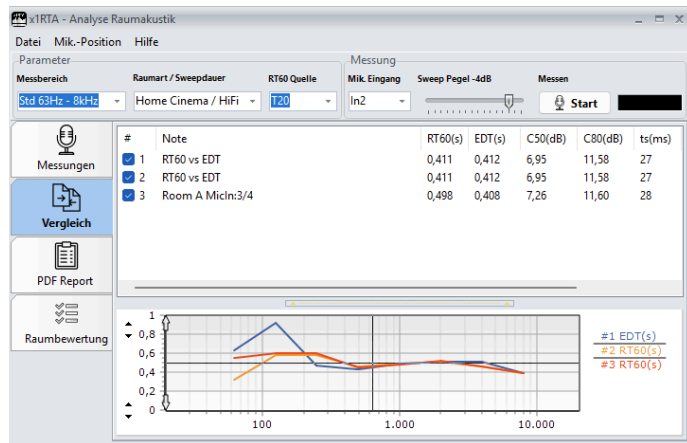 x1RTA - Analyse Raumakustik
Datei Mik.-Position Hilfe
Parameter Messung
Messbereich Raumart / Sweepdauer RT60 Quelle Mik. Eingang Sweep Pegel -4dB Messen
Std 63Hz - 8kHz Home Cinema / HiFi T20 In2 Start
Messungen
Vergleich
PDF Report
Raumbewertung
# Note RT60(s) EDT(s) C50(dB) C80(dB) ts(ms)
1 RT60 vs EDT 0,411 0,412 6,95 11,58 27
2 RT60 vs EDT 0,411 0,412 6,95 11,58 27
3 Room A MicIn:3/4 0,498 0,408 7,26 11,60 28
1
0,8
0,6
0,4
0,2
0
100 1.000 10.000
#1 EDT(s)
#2 RT60(s)
#3 RT60(s)